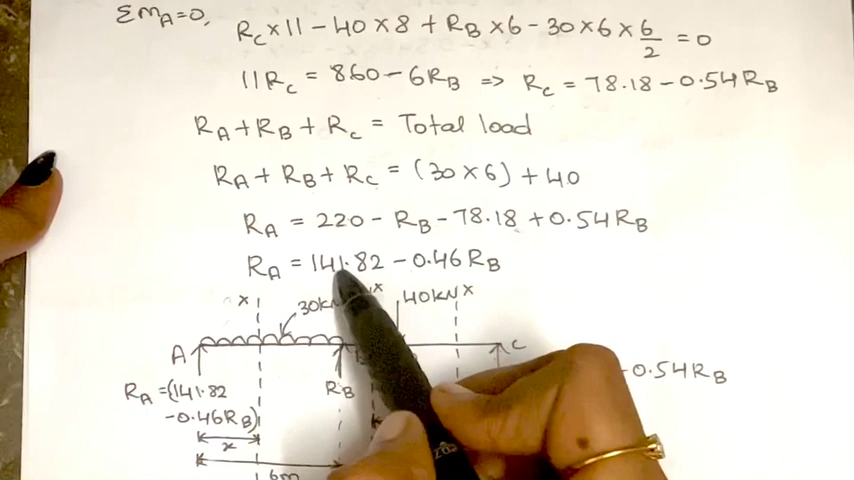 ΣMA=0, Rc×11-40×8+RB×6-30×6×6/2=0
11Rc=860-6RB ⇒ Rc=78.18-0.54RB
RA+RB+Rc=Total load
RA+RB+Rc=(30×6)+40
RA=220-RB-78.18+0.54RB
RA=141.82-0.46RB
x 30kN x 40kN x
A C
RA={141.82 RB -0.54RB
-0.46RB}
x
6m